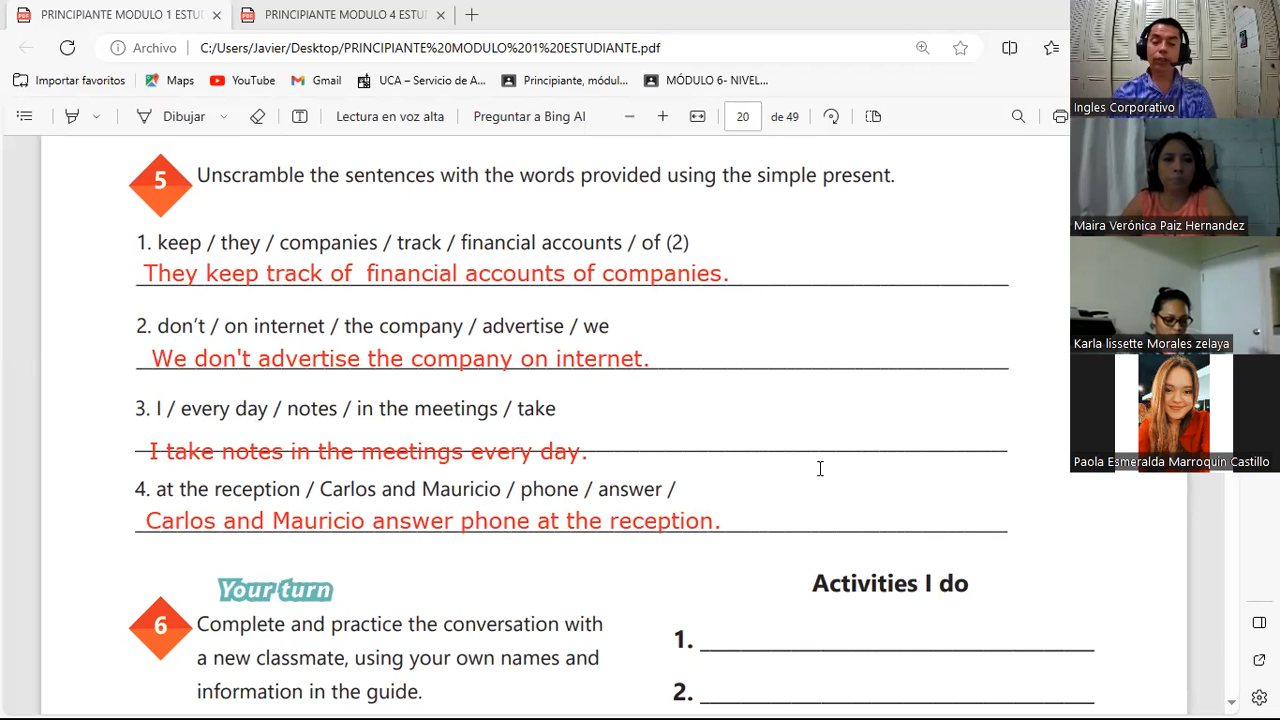 PRINCIPIANTE MODULO 1 ESTU
PRINCIPIANTE MODULO 4 ESTU
Archivo
C:/Users/Javier/Desktop/PRINCIPIANTE%20MODULO%201%20ESTUDIANTE.pdf
Importar favoritos
Maps
YouTube
Gmail
UCA – Servicio de A...
Principiante, módul...
MÓDULO 6- NIVEL...
Dibujar
Lectura en voz alta
Preguntar a Bing AI
20
de 49
5
Unscramble the sentences with the words provided using the simple present.
1. keep / they / companies / track / financial accounts / of (2)
They keep track of financial accounts of companies.
2. don't / on internet / the company / advertise / we
We don't advertise the company on internet.
3. I / every day / notes / in the meetings / take
I take notes in the meetings every day.
4. at the reception / Carlos and Mauricio / phone / answer /
Carlos and Mauricio answer phone at the reception.
Your turn
6
Complete and practice the conversation with
a new classmate, using your own names and
information in the guide.
Activities I do
1.
2.
Ingles Corporativo
Maira Verónica Paiz Hernandez
Karla lissette Morales zelaya
Paola Esmeralda Marroquin Castillo